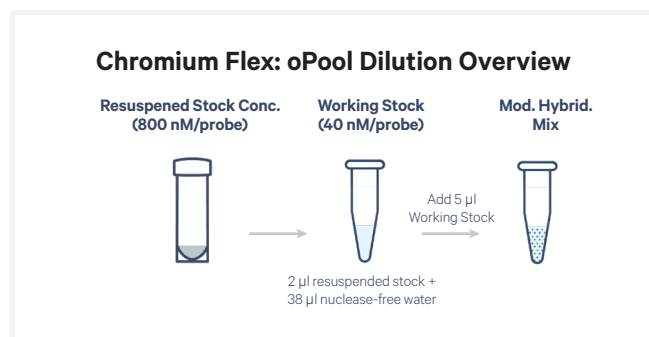 Chromium Flex: oPool Dilution Overview
Resuspened Stock Conc.
(800 nM/probe)
Working Stock
(40 nM/probe)
Mod. Hybrid.
Mix
Add 5 µl
Working Stock
2 µl resuspended stock +
38 µl nuclease-free water